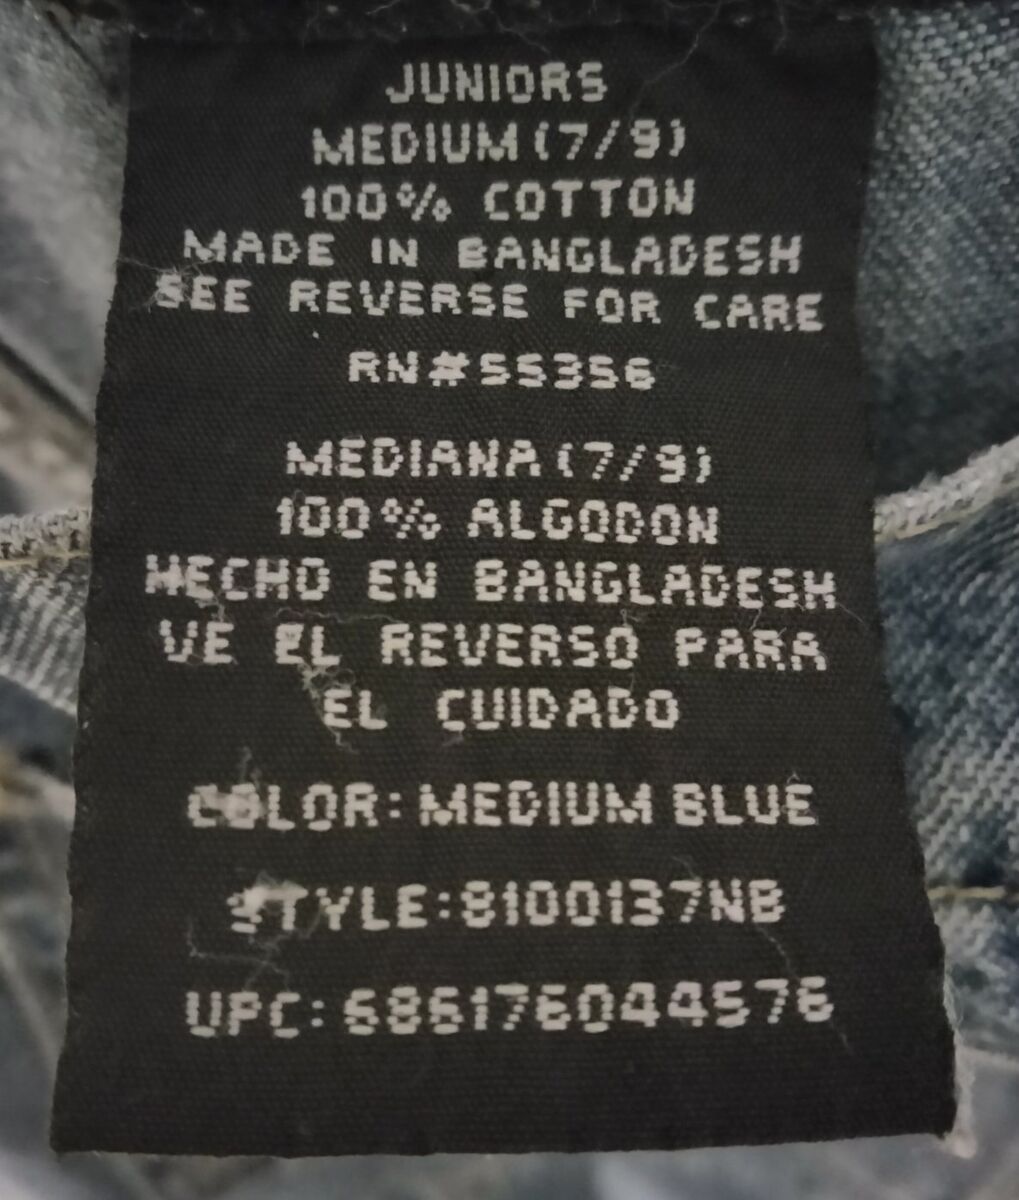 JUNIORS
MEDIUM (7/9)
100% COTTON
MADE IN BANGLADESH
SEE REVERSE FOR CARE
RN#55356
MEDIANA (7/9)
100% ALGODON
HECHO EN BANGLADESH
VE EL REVERSO PARA
EL CUIDADO
COLOR: MEDIUM BLUE
STYLE:8100137NB
UPC: 686176044576